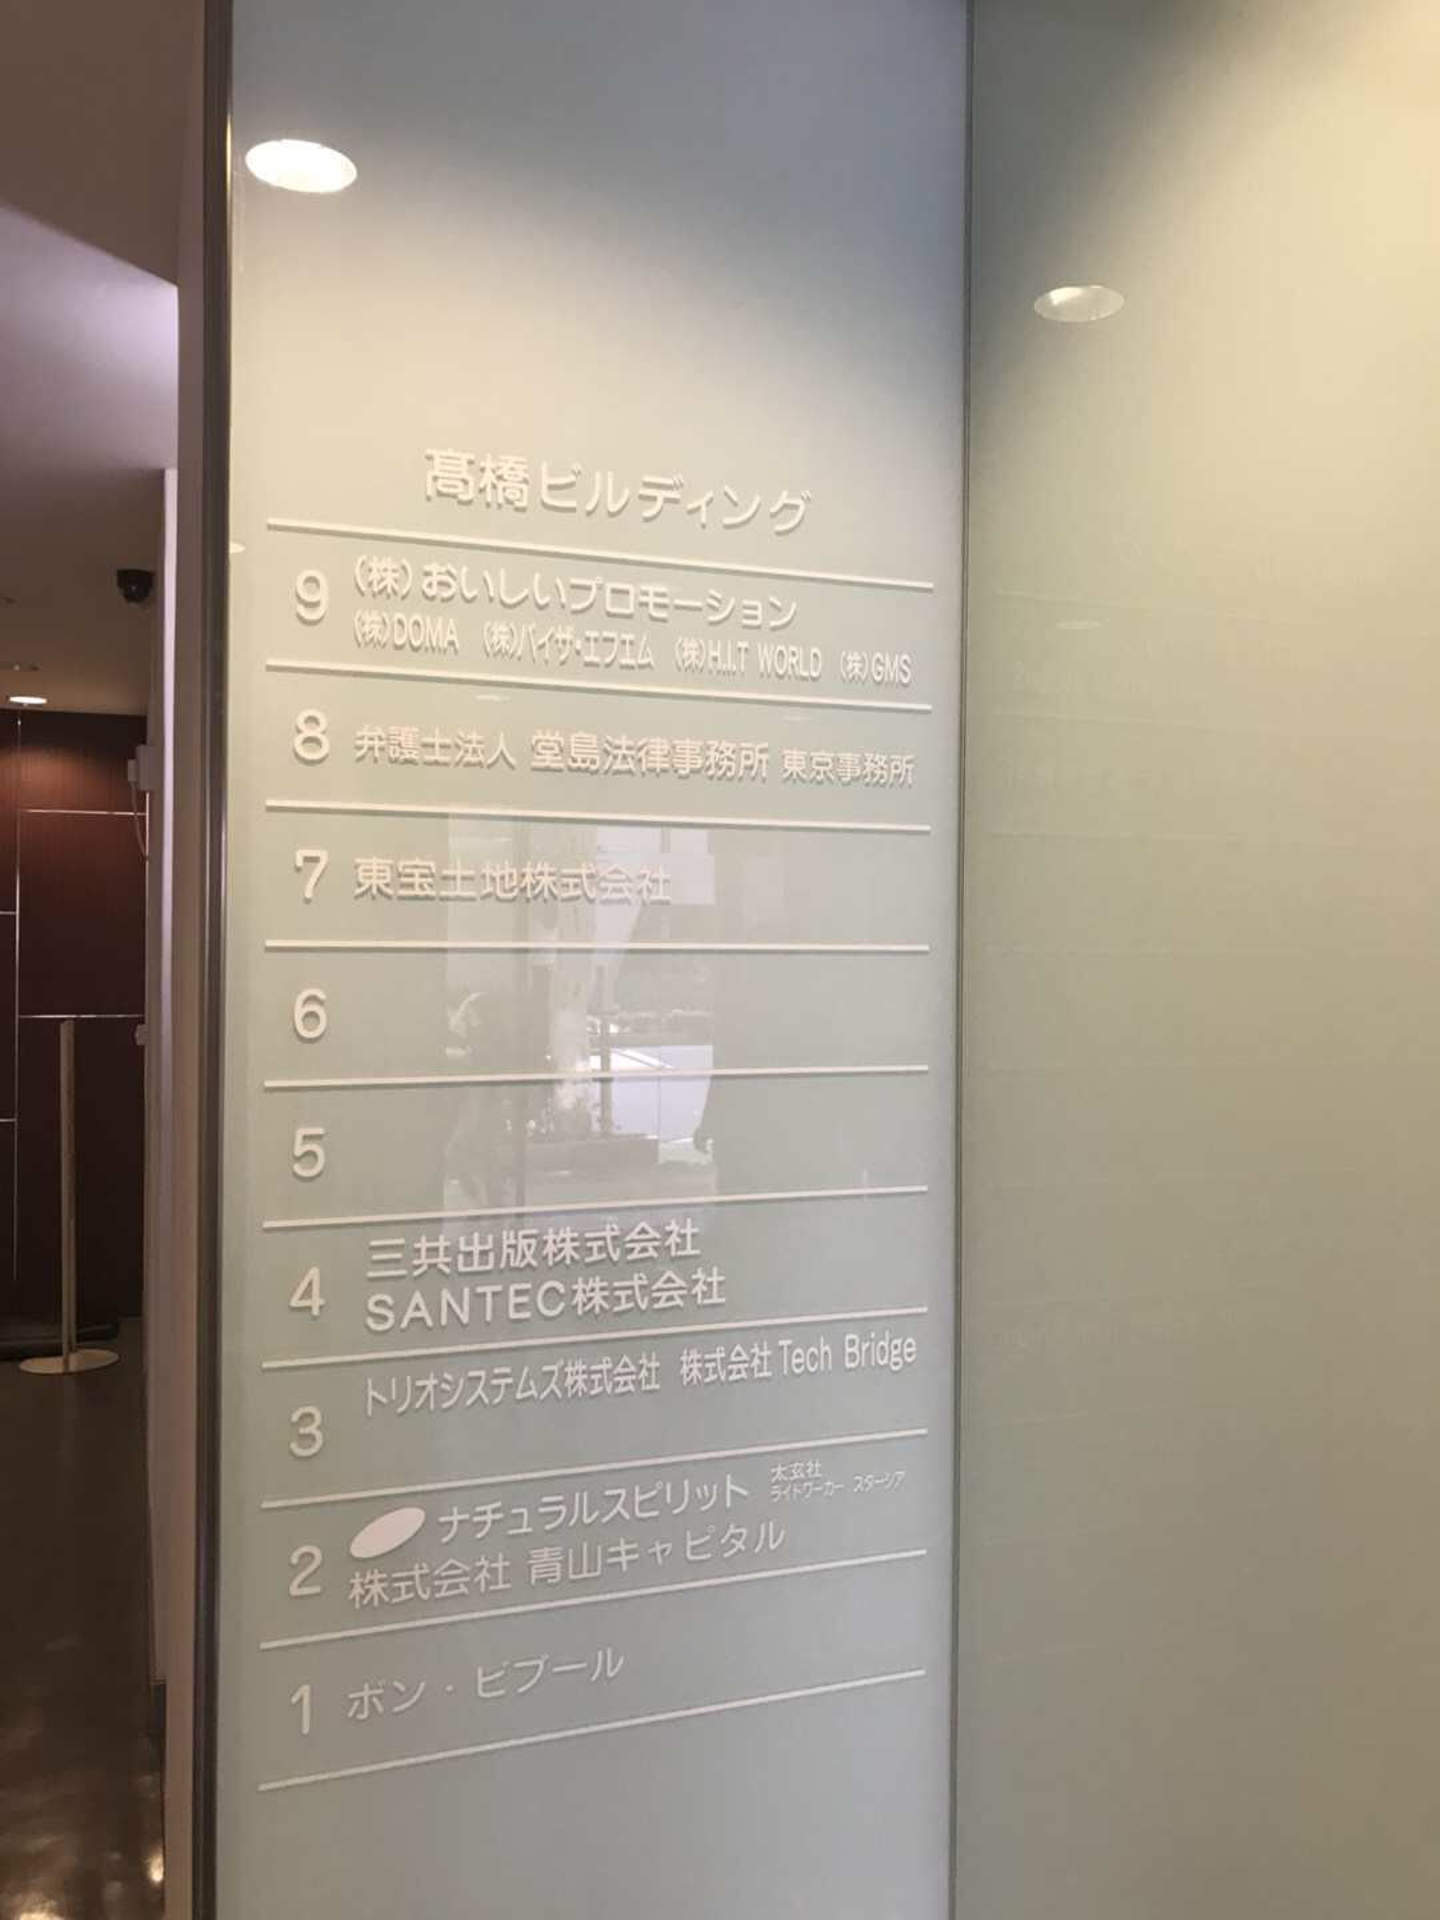 髙橋ビルディング
9 (株)おいしいプロモーション
(株)DOMA (株)バイザ・エフエム (株)H.I.T WORLD (株)GMS
8 弁護士法人 堂島法律事務所 東京事務所
7 東宝土地株式会社
6
5
4 三共出版株式会社
SANTEC株式会社
3 トリオシステムズ株式会社 株式会社Tech Bridge
2 ナチュラルスピリット 太玄社
ライトワーカー スターシア
株式会社 青山キャピタル
1 ボン・ビブール